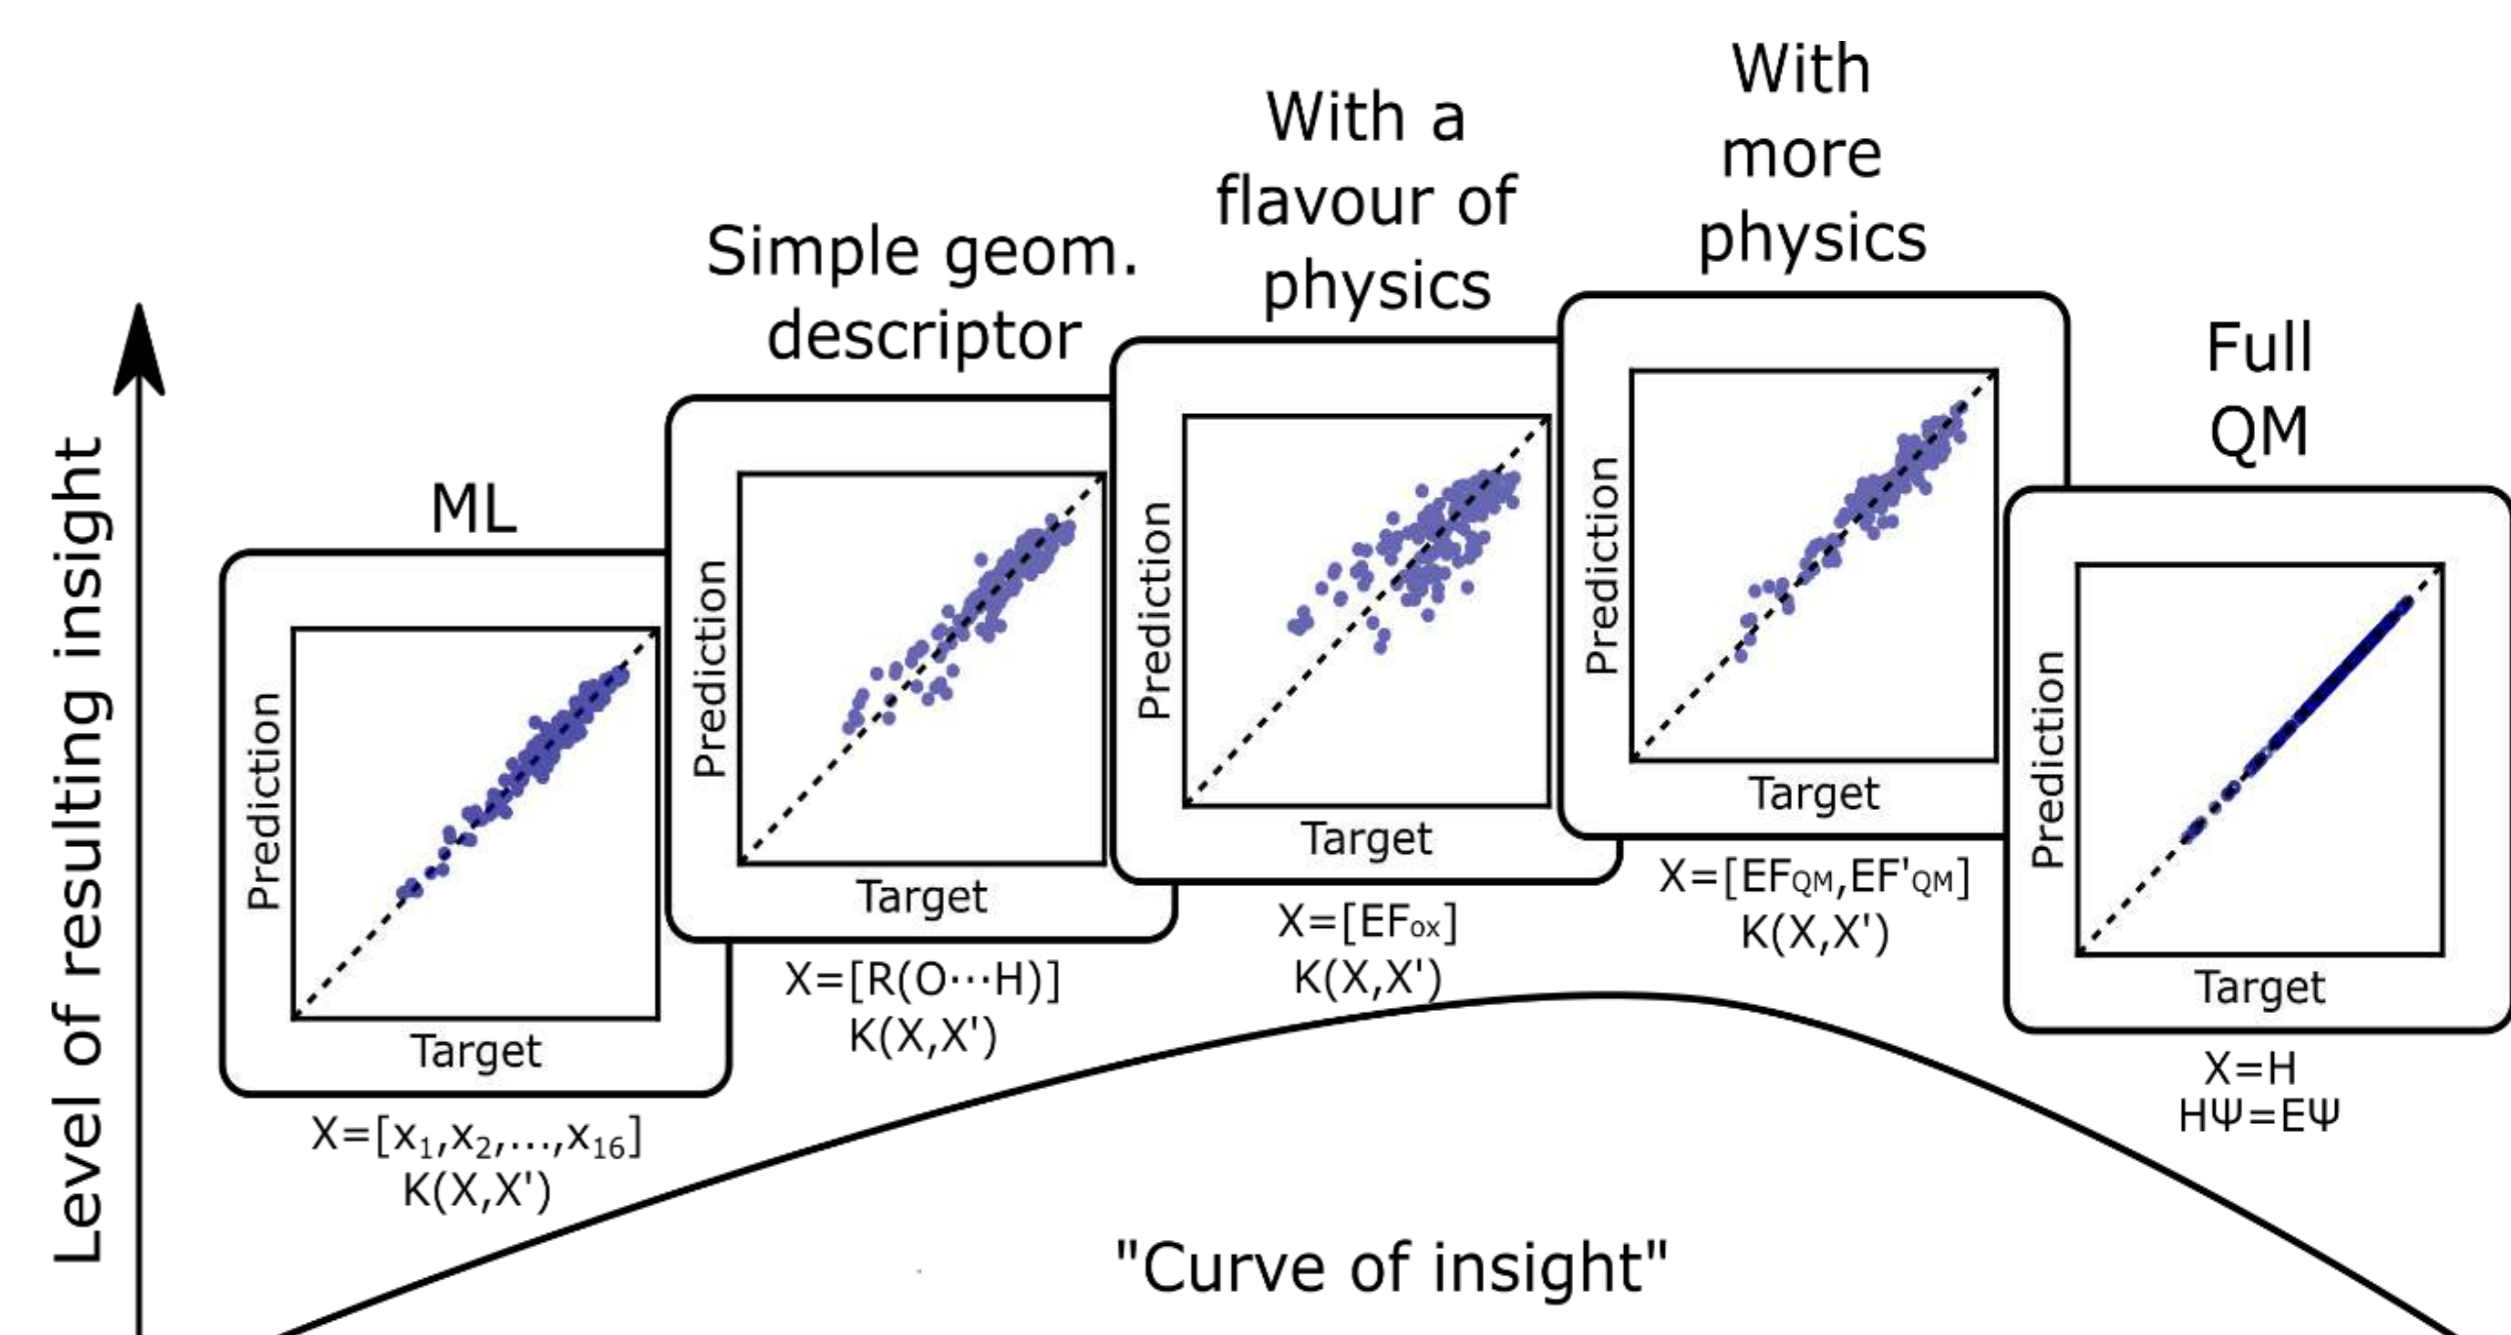 Level of resulting insight
ML
Prediction
Target
X=[x₁,x₂,...,x₁₆]
K(X,X')
Simple geom.
descriptor
Prediction
Target
X=[R(O···H)]
K(X,X')
With a
flavour of
physics
Prediction
Target
X=[EFₒₓ]
K(X,X')
With
more
physics
Prediction
Target
X=[EFQM,EF'QM]
K(X,X')
Full
QM
Prediction
Target
X=H
HΨ=EΨ
"Curve of insight"